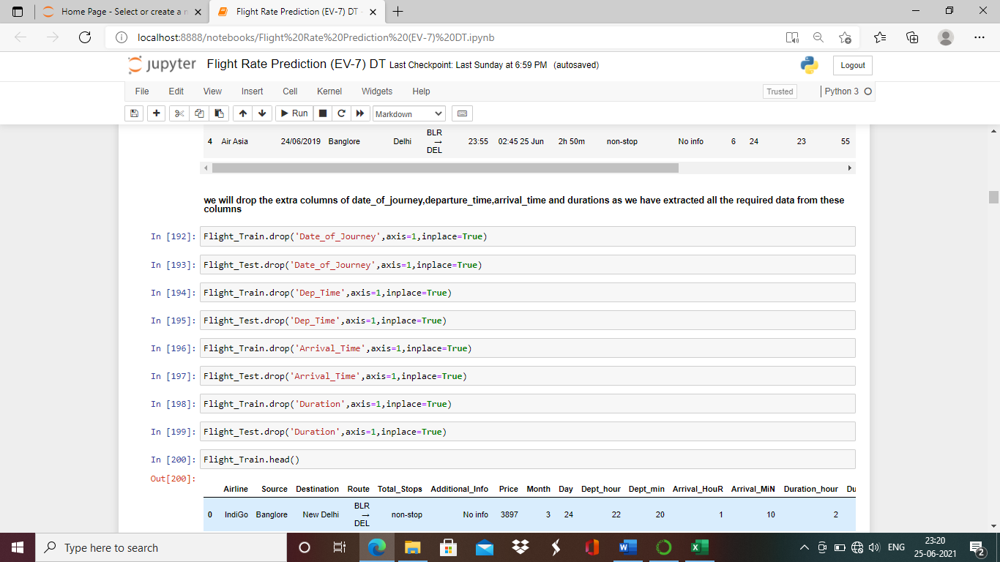 Home Page - Select or create a n
Flight Rate Prediction (EV-7) DT -
localhost:8888/notebooks/Flight%20Rate%20Prediction%20(EV-7)%20DT.ipynb
jupyter Flight Rate Prediction (EV-7) DT Last Checkpoint: Last Sunday at 6:59 PM (autosaved)
Logout
File Edit View Insert Cell Kernel Widgets Help
Trusted Python 3
Run Markdown
4 Air Asia 24/06/2019 Banglore Delhi BLR → DEL 23:55 02:45 25 Jun 2h 50m non-stop No info 6 24 23 55
we will drop the extra columns of date_of_journey,departure_time,arrival_time and durations as we have extracted all the required data from these
columns
In [192]: Flight_Train.drop('Date_of_Journey',axis=1,inplace=True)
In [193]: Flight_Test.drop('Date_of_Journey',axis=1,inplace=True)
In [194]: Flight_Train.drop('Dep_Time',axis=1,inplace=True)
In [195]: Flight_Test.drop('Dep_Time',axis=1,inplace=True)
In [196]: Flight_Train.drop('Arrival_Time',axis=1,inplace=True)
In [197]: Flight_Test.drop('Arrival_Time',axis=1,inplace=True)
In [198]: Flight_Train.drop('Duration',axis=1,inplace=True)
In [199]: Flight_Test.drop('Duration',axis=1,inplace=True)
In [200]: Flight_Train.head()
Out[200]:
Airline Source Destination Route Total_Stops Additional_Info Price Month Day Dept_hour Dept_min Arrival_HouR Arrival_MiN Duration_hour Du
0 IndiGo Banglore New Delhi BLR → DEL non-stop No info 3897 3 24 22 20 1 10 2
Type here to search
ENG
23:20
25-06-2021
2